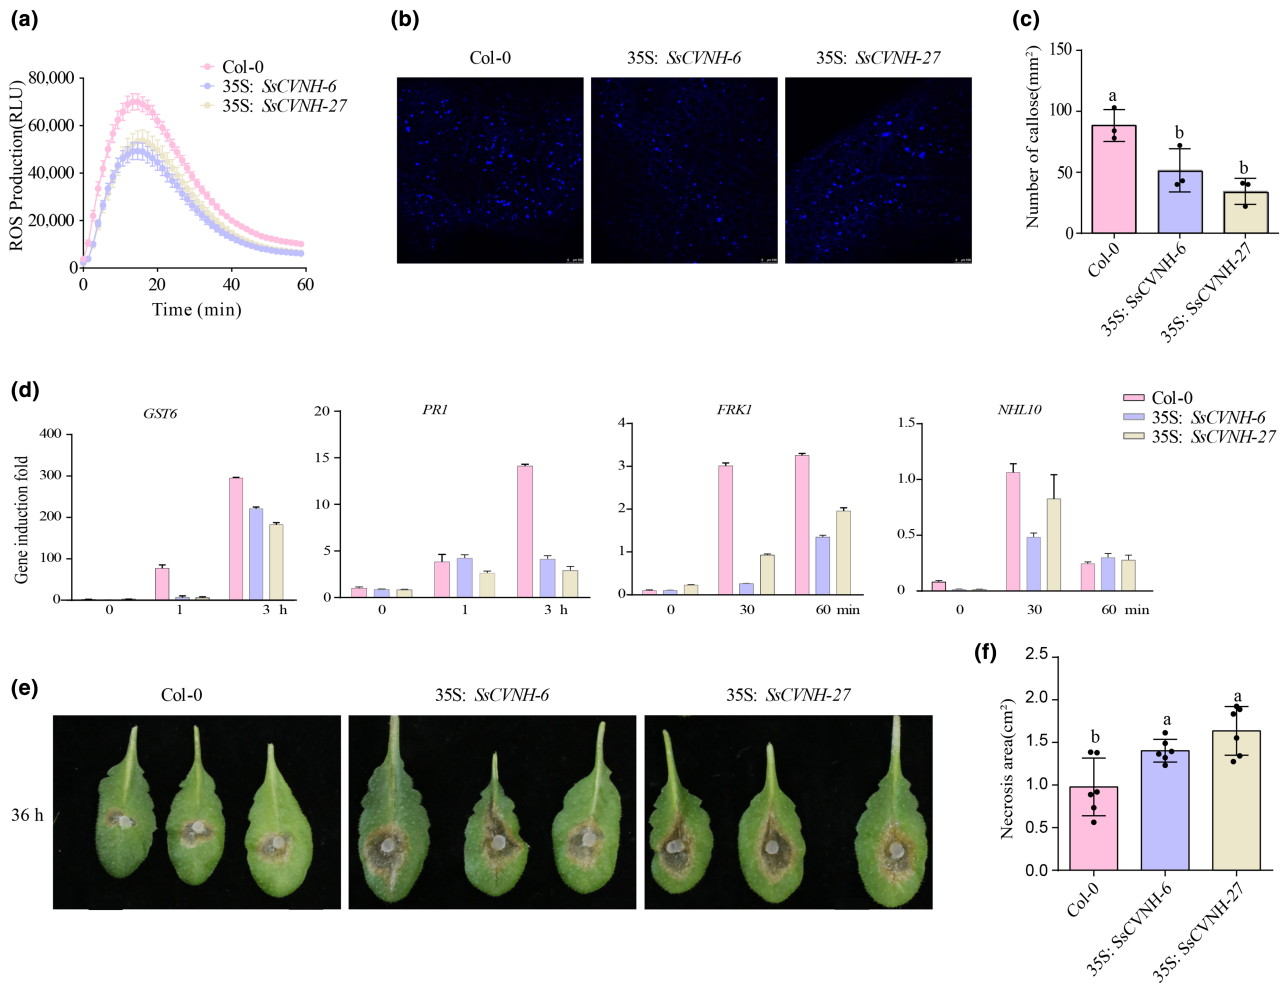 (a)
Col-0
35S: SsCVNH-6
35S: SsCVNH-27
ROS Production(RLU)
80,000
60,000
40,000
20,000
0
0 20 40 60
Time (min)
(b)
Col-0 35S: SsCVNH-6 35S: SsCVNH-27
(c)
Number of callose(mm²)
150
100
50
0
a
b
b
Col-0
35S: SsCVNH-6
35S: SsCVNH-27
(d)
Gene induction fold
GST6
400
300
200
100
0
0 1 3 h
PR1
20
15
10
5
0
0 1 3 h
FRK1
4
3
2
1
0
0 30 60 min
NHL10
1.5
1.0
0.5
0
0 30 60 min
Col-0
35S: SsCVNH-6
35S: SsCVNH-27
(e)
Col-0 35S: SsCVNH-6 35S: SsCVNH-27
36 h
(f)
Necrosis area(cm²)
2.5
2.0
1.5
1.0
0.5
0.0
b
a
a
Col-0
35S: SsCVNH-6
35S: SsCVNH-27